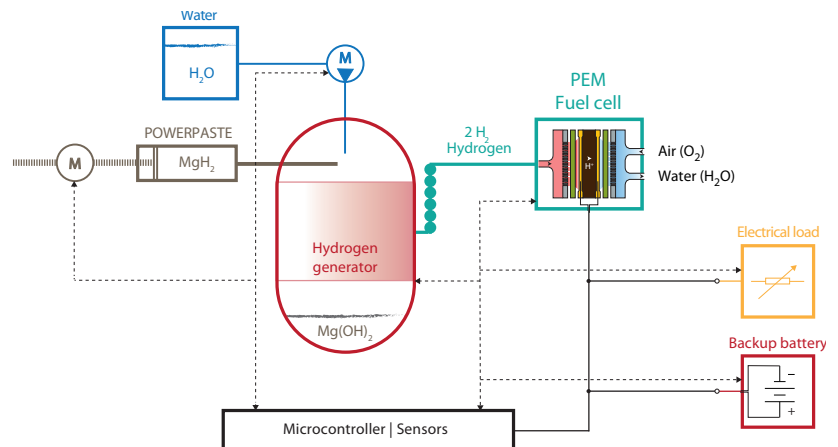 Water
H₂O
M
POWERPASTE
M
MgH₂
2 H₂
Hydrogen
PEM
Fuel cell
H⁺
Air (O₂)
Water (H₂O)
Hydrogen
generator
Mg(OH)₂
Electrical load
Backup battery
−
+
Microcontroller | Sensors